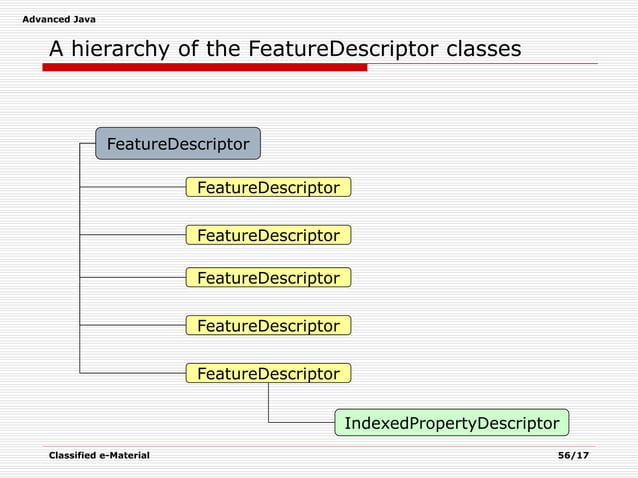 Advanced Java
A hierarchy of the FeatureDescriptor classes
FeatureDescriptor
FeatureDescriptor
FeatureDescriptor
FeatureDescriptor
FeatureDescriptor
FeatureDescriptor
IndexedPropertyDescriptor
Classified e-Material
56/17